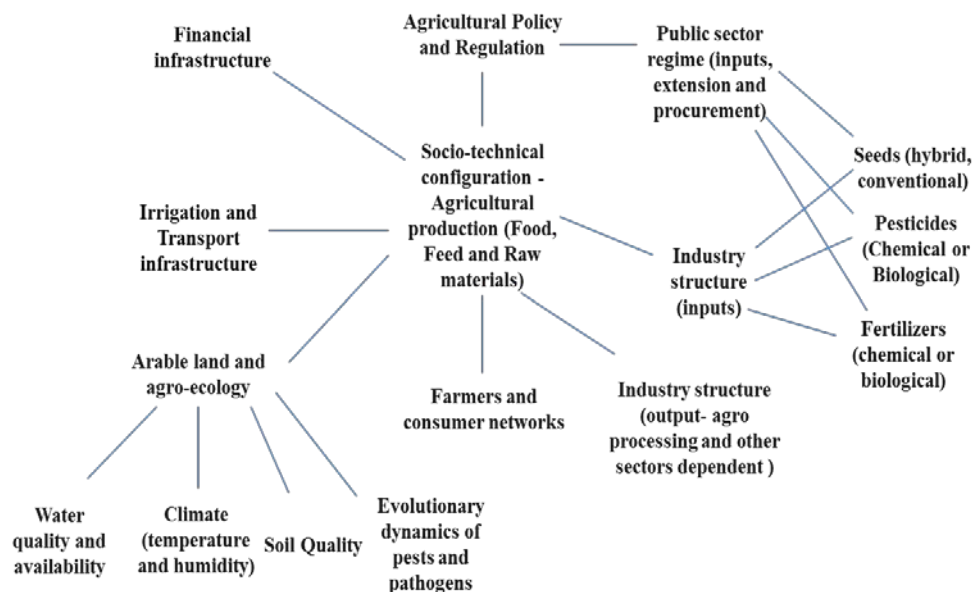 Financial
infrastructure
Agricultural Policy
and Regulation
Public sector
regime (inputs,
extension and
procurement)
Socio-technical
configuration -
Agricultural
production (Food,
Feed and Raw
materials)
Seeds (hybrid,
conventional)
Irrigation and
Transport
infrastructure
Pesticides
(Chemical or
Biological)
Industry
structure
(inputs)
Fertilizers
(chemical or
biological)
Arable land and
agro-ecology
Farmers and
consumer networks
Industry structure
(output- agro
processing and other
sectors dependent )
Water
quality and
availability
Climate
(temperature
and humidity)
Soil Quality
Evolutionary
dynamics of
pests and
pathogens